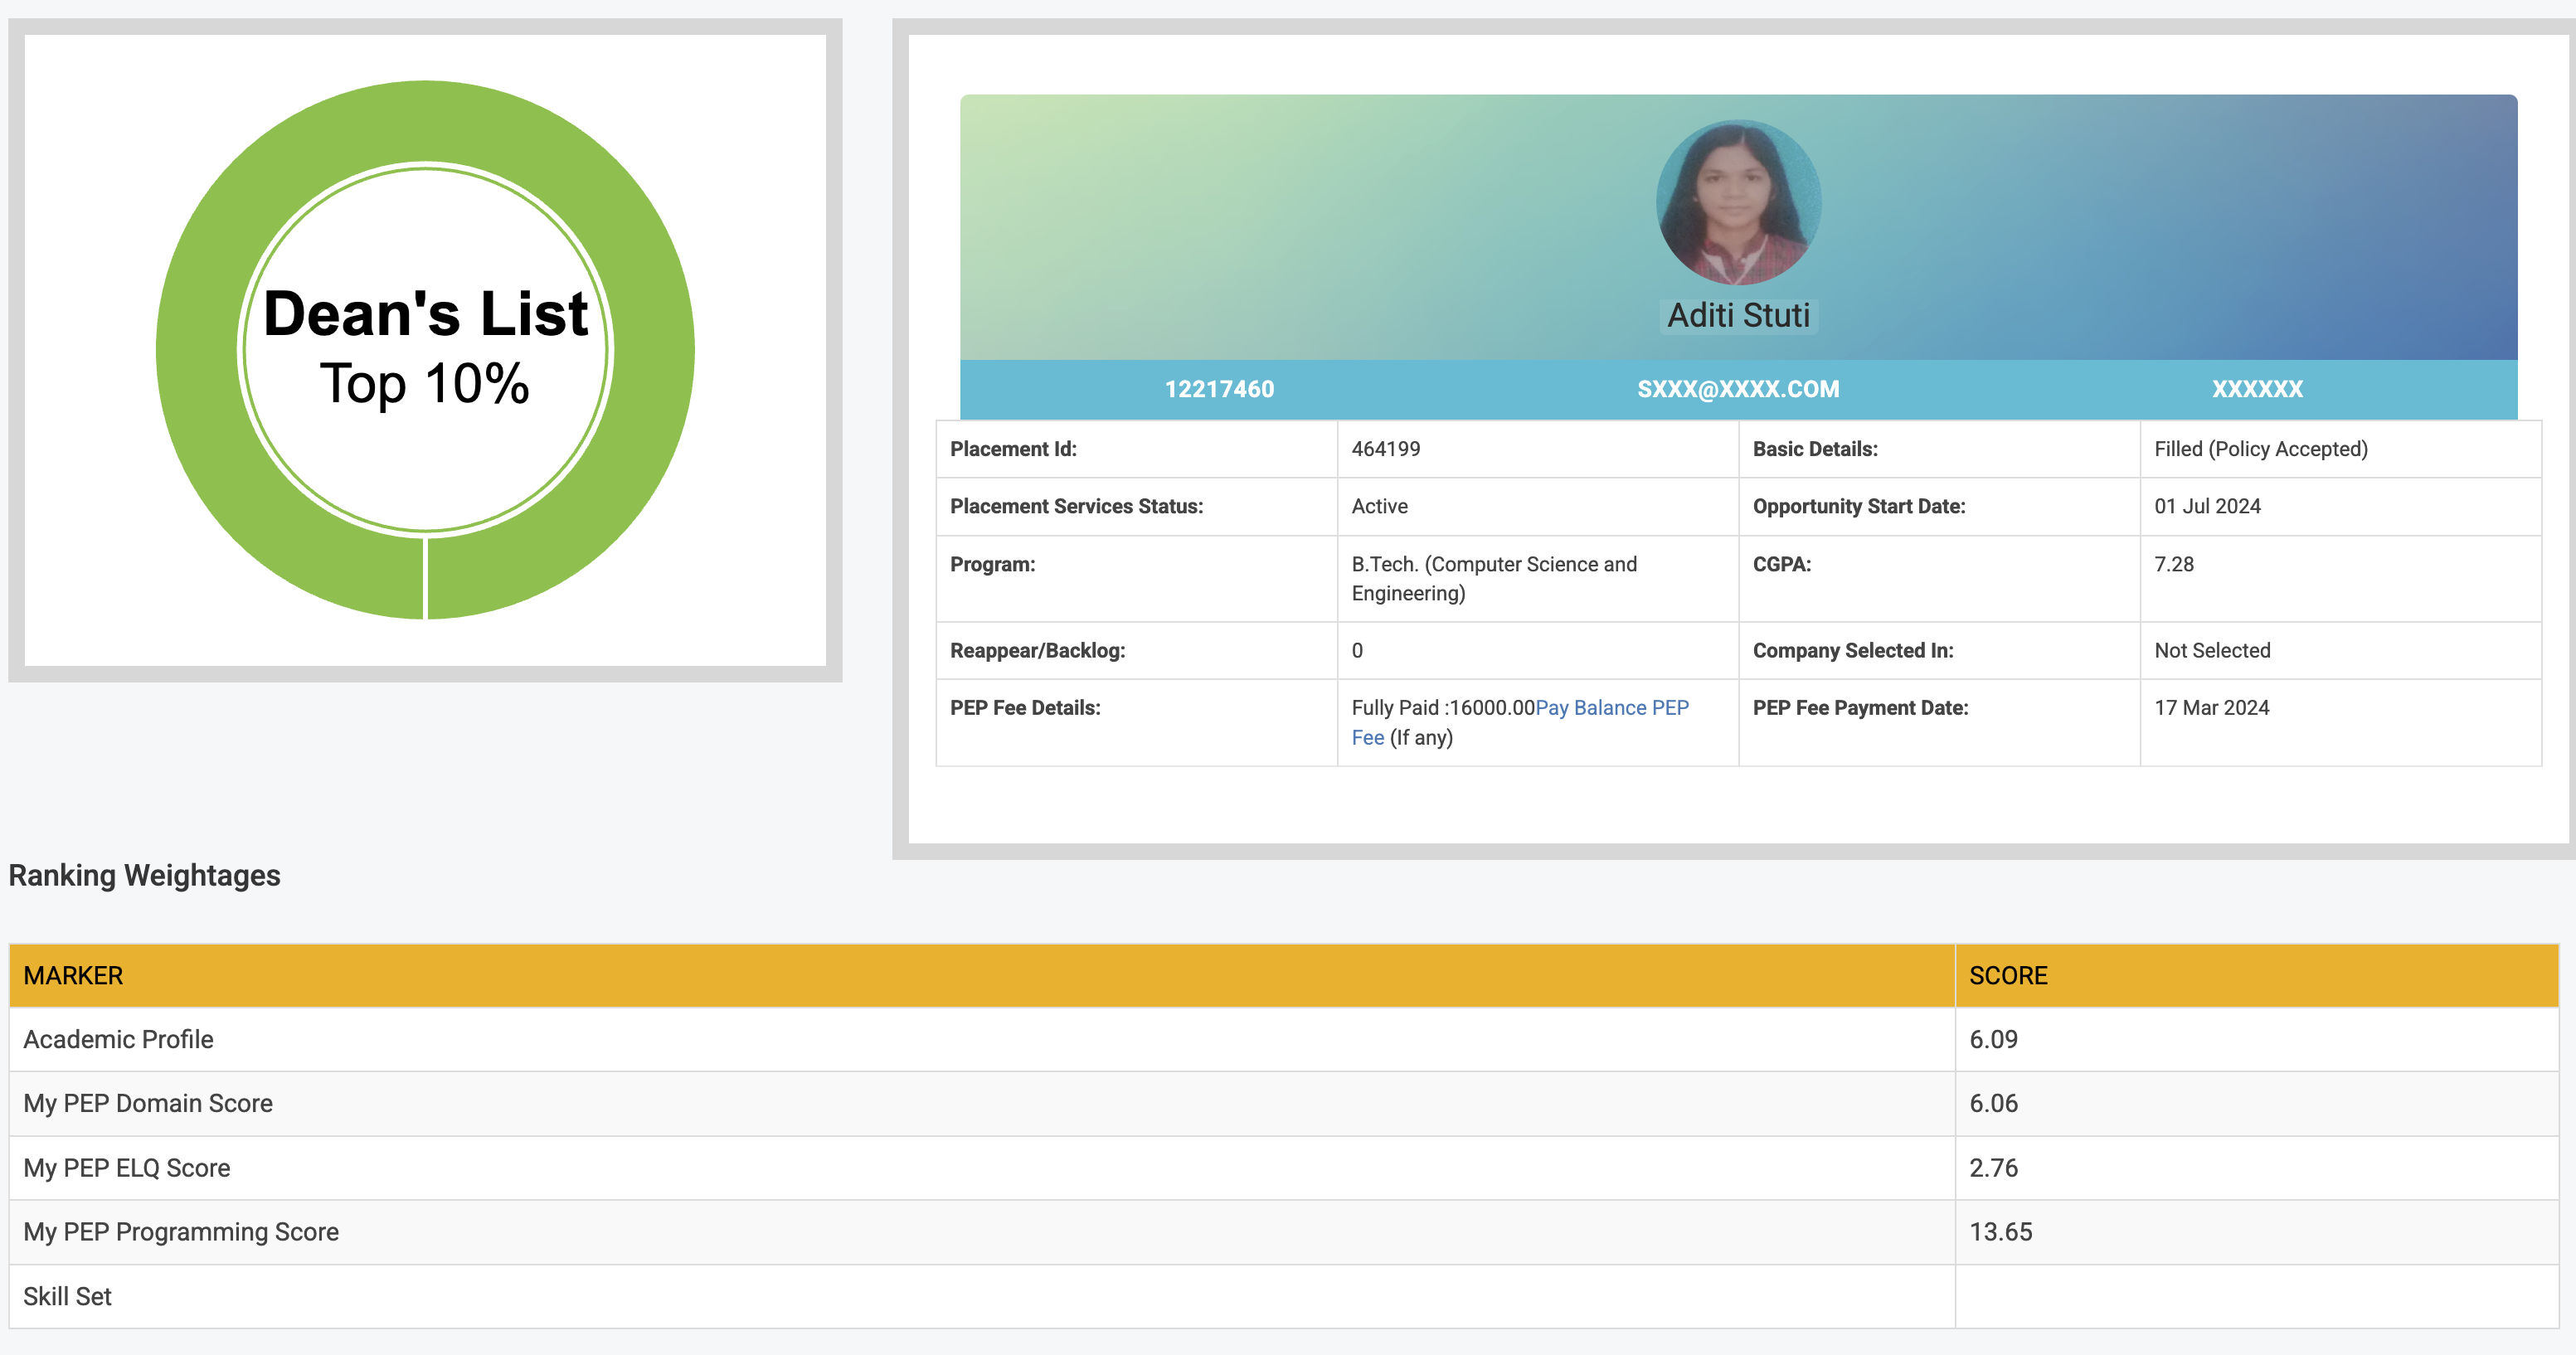 Dean's List
Top 10%
Aditi Stuti
12217460 SXXX@XXXX.COM XXXXXX
Placement Id: 464199 Basic Details: Filled (Policy Accepted)
Placement Services Status: Active Opportunity Start Date: 01 Jul 2024
Program: B.Tech. (Computer Science and CGPA: 7.28
Engineering)
Reappear/Backlog: 0 Company Selected In: Not Selected
PEP Fee Details: Fully Paid :16000.00Pay Balance PEP PEP Fee Payment Date: 17 Mar 2024
Fee (If any)
Ranking Weightages
MARKER SCORE
Academic Profile 6.09
My PEP Domain Score 6.06
My PEP ELQ Score 2.76
My PEP Programming Score 13.65
Skill Set